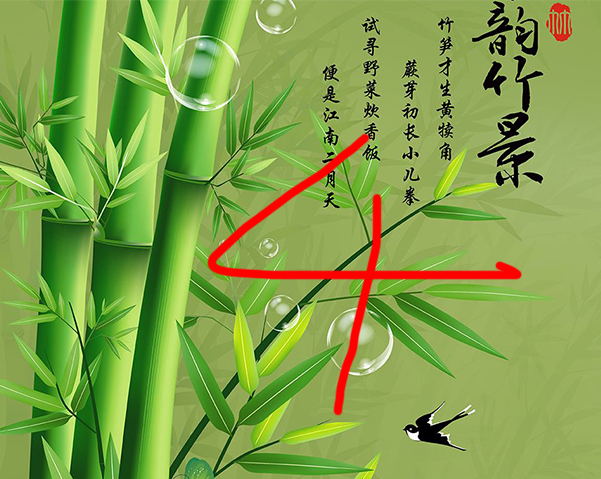 韵竹景
竹笋才生黄犊角
蕨芽初长小儿拳
试寻野菜炊香饭
便是江南二月天
4